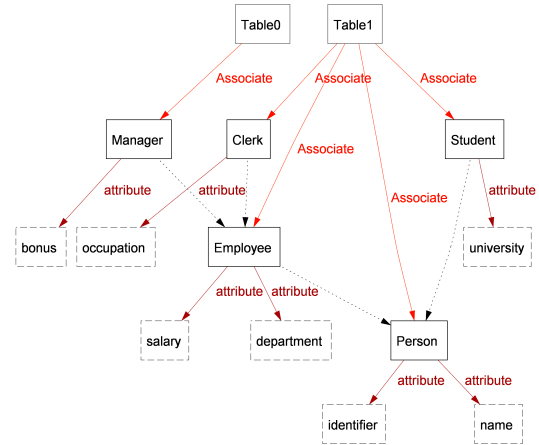 Table0
Table1
Associate
Associate
Associate
Manager
Clerk
Student
Associate
attribute
attribute
attribute
Associate
bonus
occupation
Employee
university
attribute
attribute
salary
department
Person
attribute
attribute
identifier
name